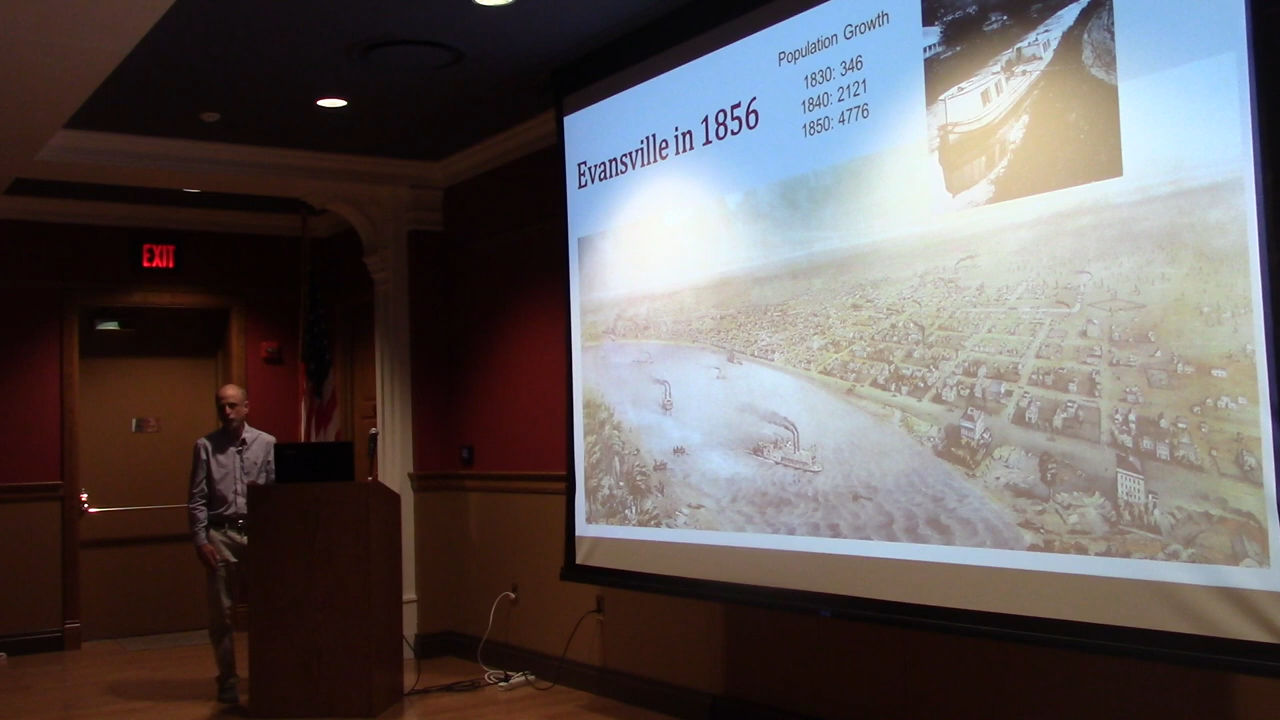 Population Growth
1830: 346
1840: 2121
1850: 4776
Evansville in 1856
EXIT